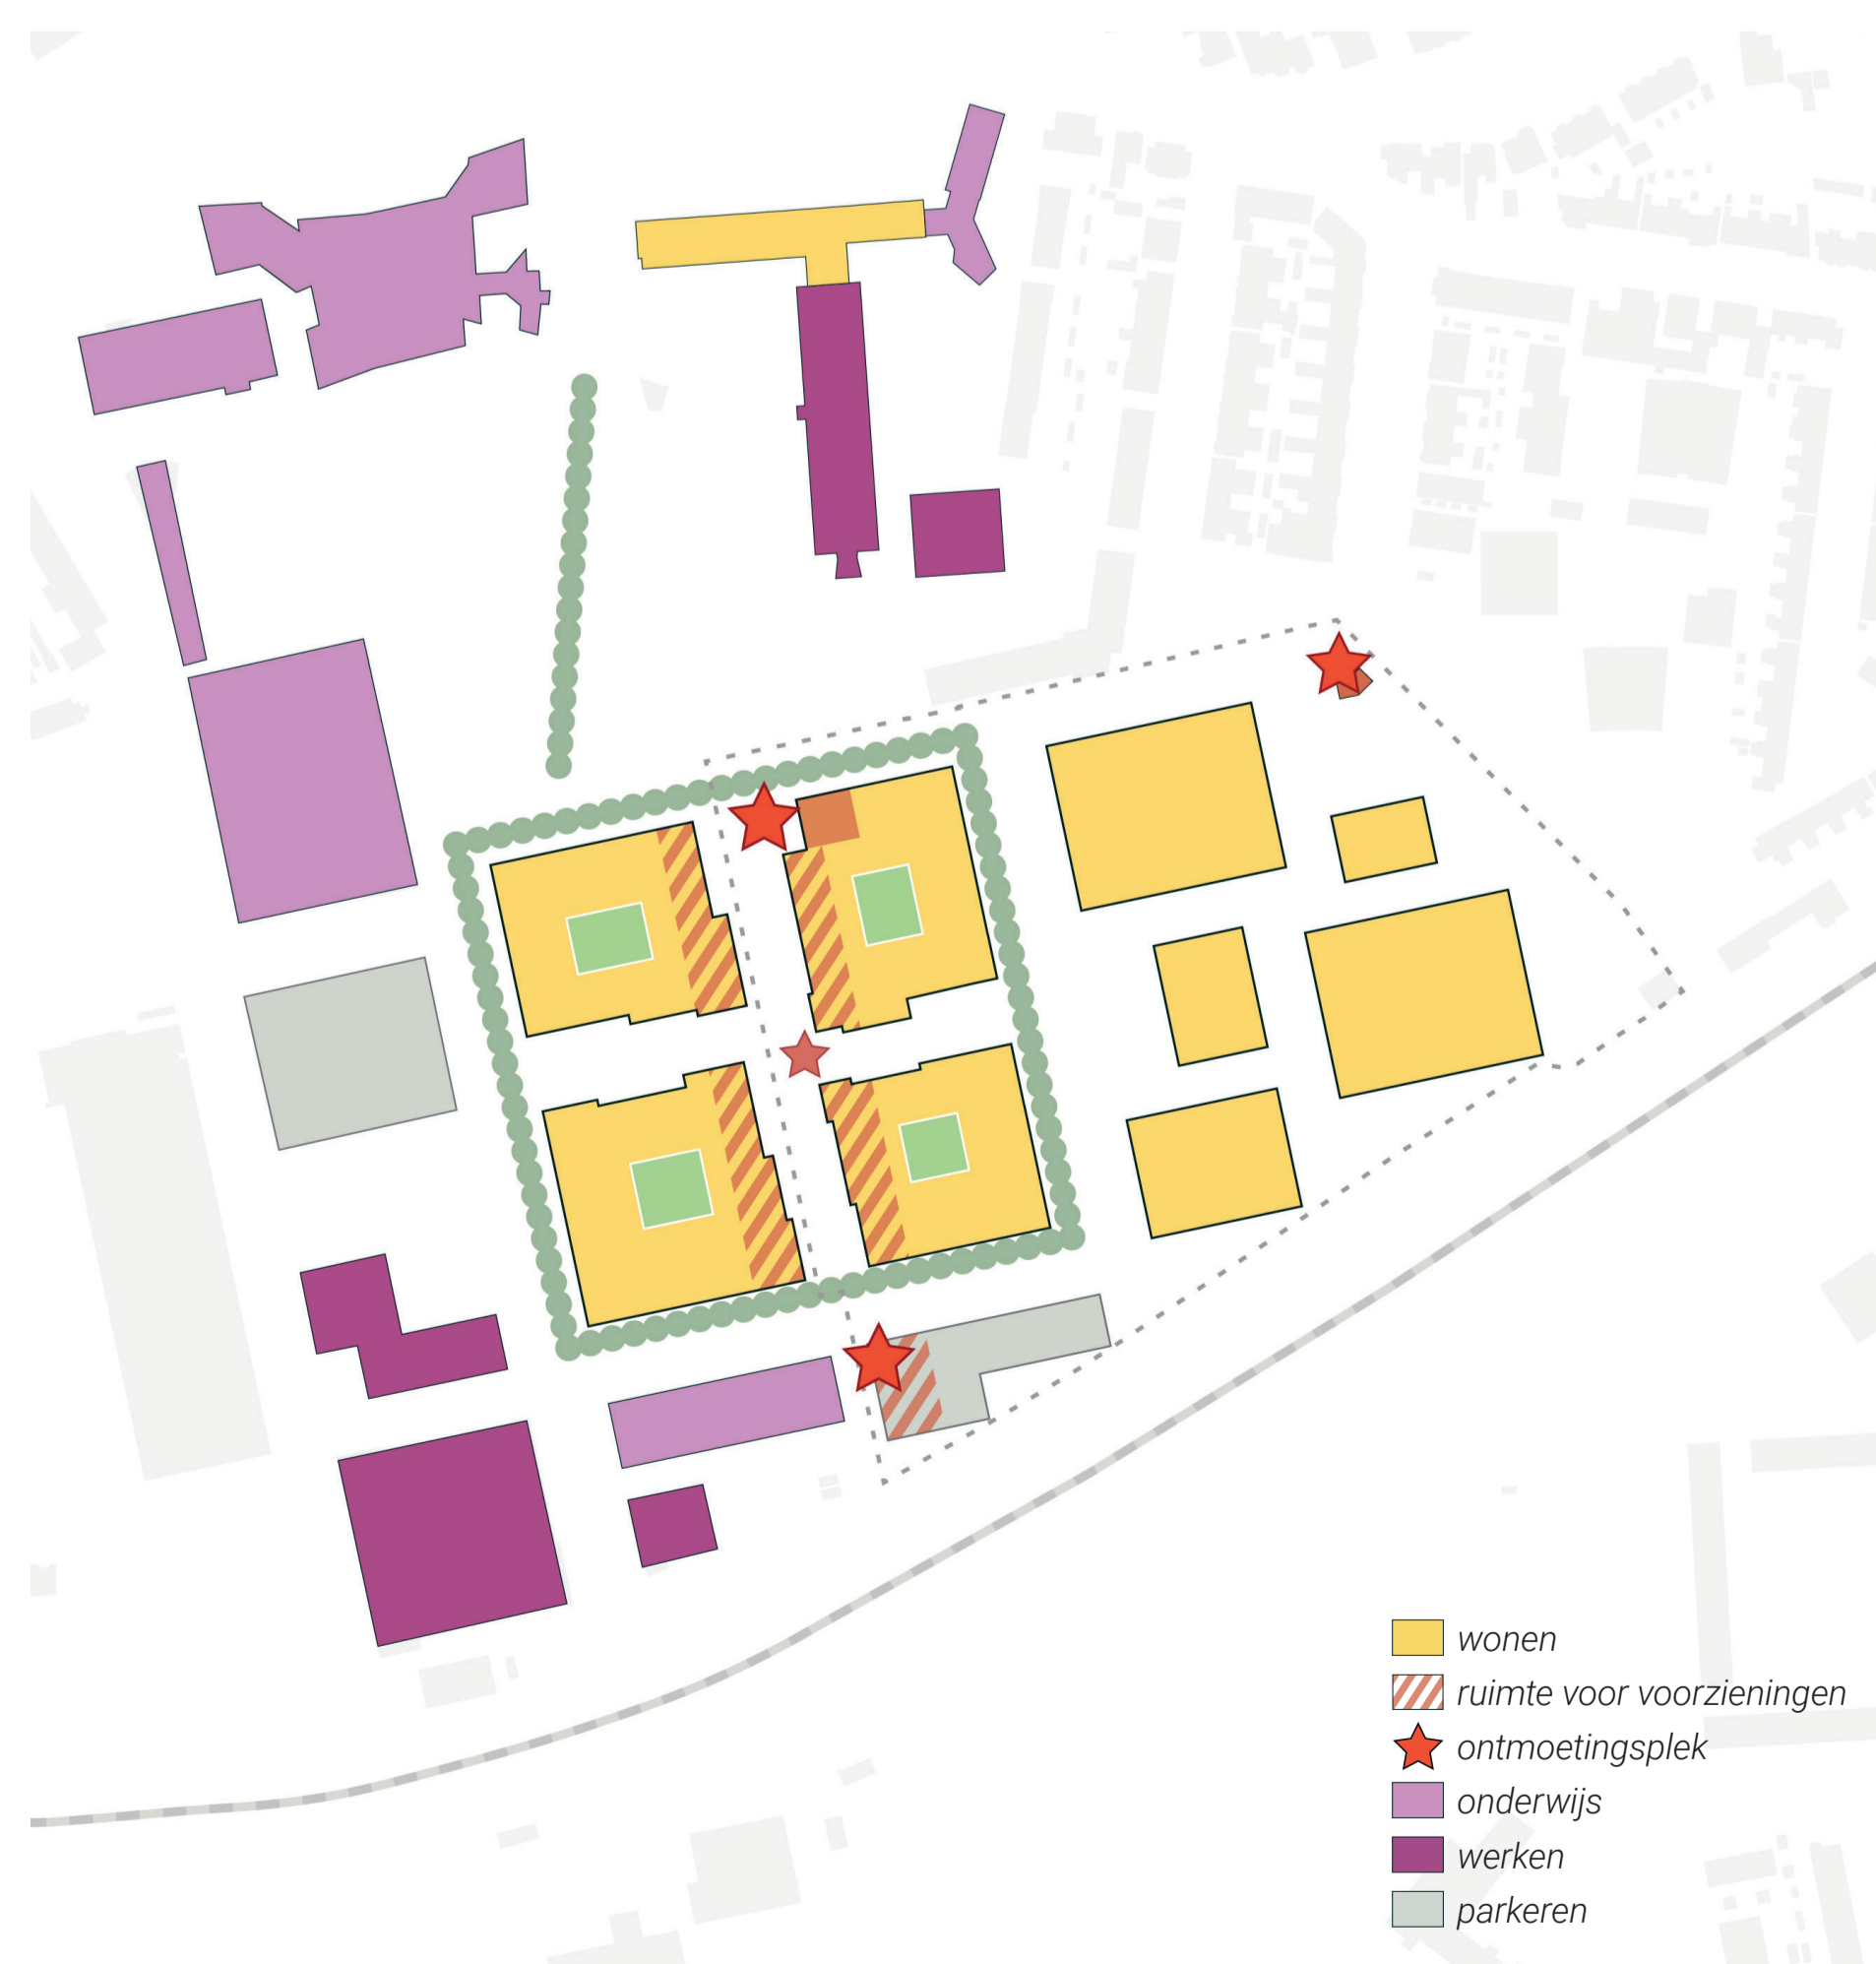 wonen
ruimte voor voorzieningen
ontmoetingsplek
onderwijs
werken
parkeren